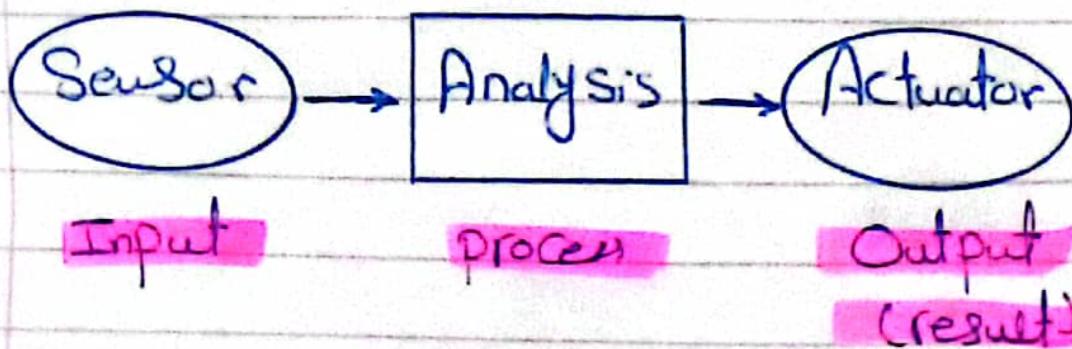 Sensor → Analysis → Actuator
Input process Output
(result)